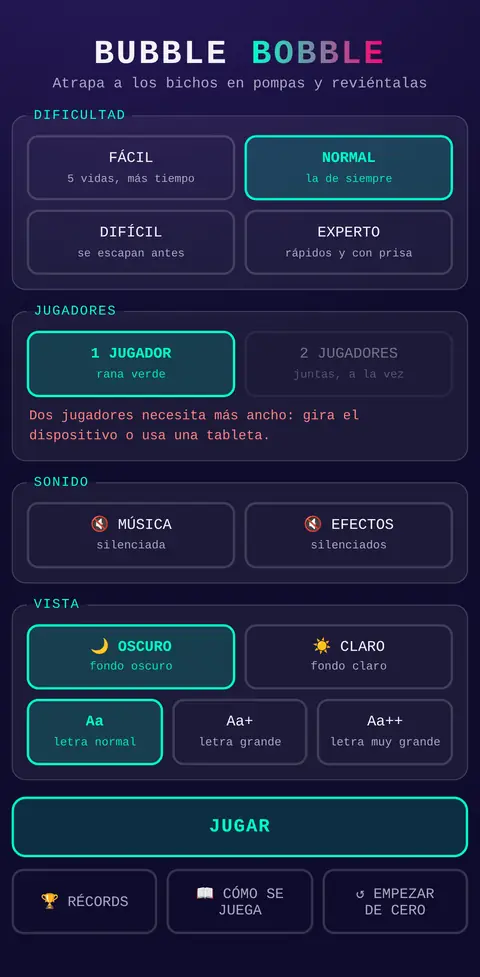 BUBBLE BOBBLE
Atrapa a los bichos en pompas y reviéntalas
DIFICULTAD
FÁCIL
5 vidas, más tiempo
NORMAL
la de siempre
DIFÍCIL
se escapan antes
EXPERTO
rápidos y con prisa
JUGADORES
1 JUGADOR
rana verde
2 JUGADORES
juntas, a la vez
Dos jugadores necesita más ancho: gira el
dispositivo o usa una tableta.
SONIDO
🔇 MÚSICA
silenciada
🔇 EFECTOS
silenciados
VISTA
🌙 OSCURO
fondo oscuro
☀️ CLARO
fondo claro
Aa
letra normal
Aa+
letra grande
Aa++
letra muy grande
JUGAR
🏆 RÉCORDS
📖 CÓMO SE
JUEGA
↺ EMPEZAR
DE CERO